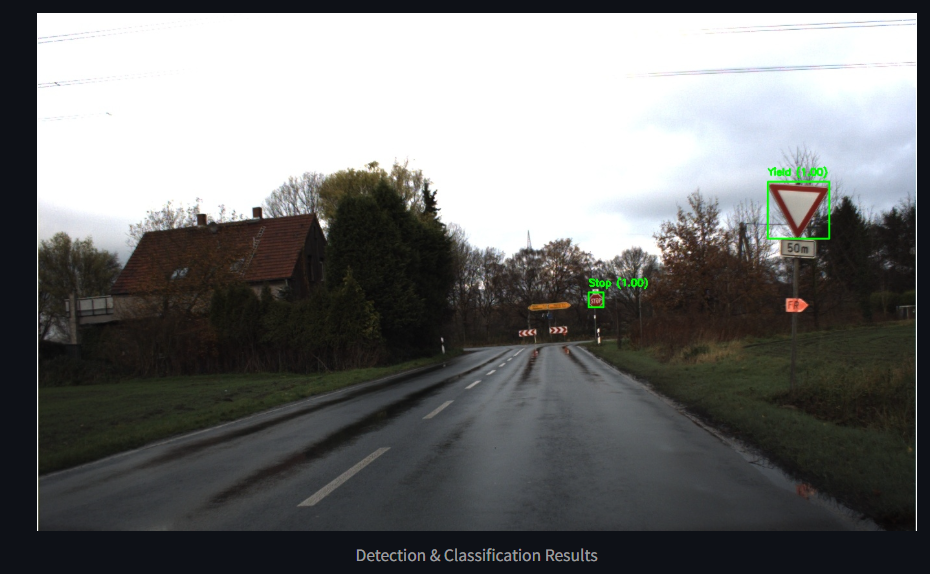 Yield (1.00)
50m
Stop (1.00)
STOP
Detection & Classification Results